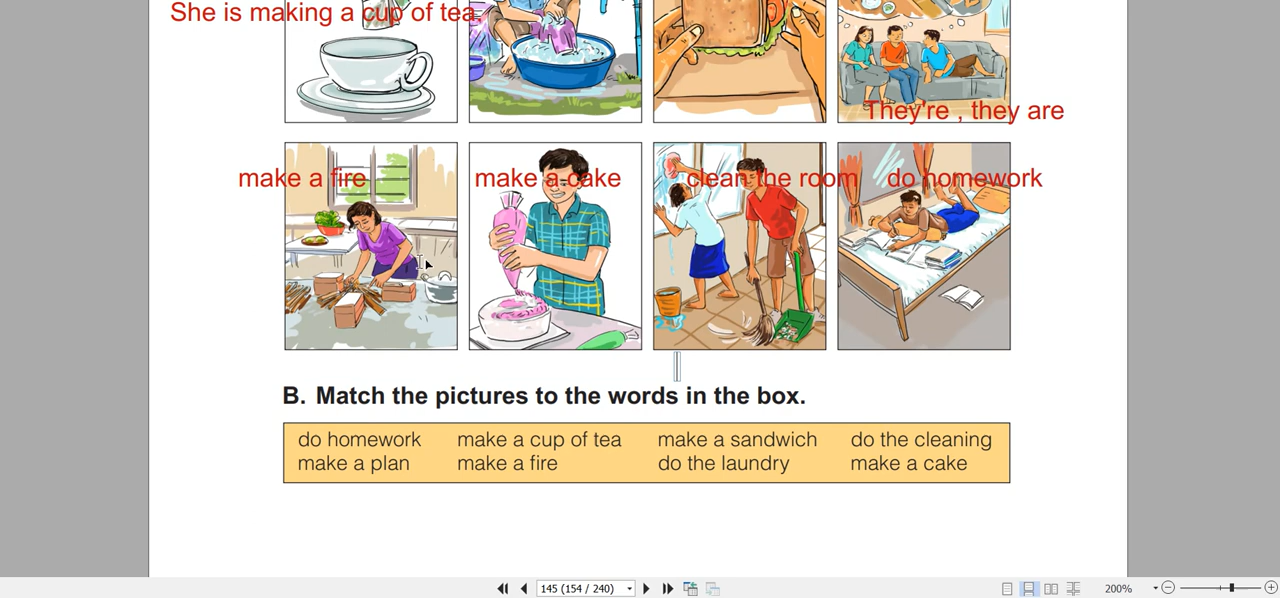 She is making a cup of tea.
They're , they are
make a fire
make a cake
clean the room
do homework
B. Match the pictures to the words in the box.
do homework make a cup of tea make a sandwich do the cleaning
make a plan make a fire do the laundry make a cake
145 (154 / 240)
200%